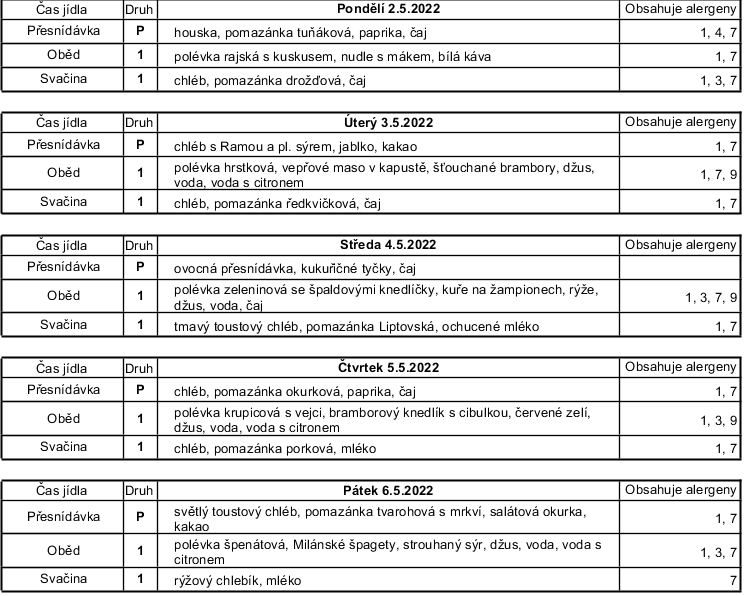 Čas jídla Druh Pondělí 2.5.2022 Obsahuje alergeny
Přesnídávka P houska, pomazánka tuňáková, paprika, čaj 1, 4, 7
Oběd 1 polévka rajská s kuskusem, nudle s mákem, bílá káva 1, 7
Svačina 1 chléb, pomazánka drožďová, čaj 1, 3, 7
Čas jídla Druh Úterý 3.5.2022 Obsahuje alergeny
Přesnídávka P chléb s Ramou a pl. sýrem, jablko, kakao 1, 7
Oběd 1 polévka hrstková, vepřové maso v kapustě, šťouchané brambory, džus, 1, 7, 9
voda, voda s citronem
Svačina 1 chléb, pomazánka ředkvičková, čaj 1, 7
Čas jídla Druh Středa 4.5.2022 Obsahuje alergeny
Přesnídávka P ovocná přesnídávka, kukuřičné tyčky, čaj
Oběd 1 polévka zeleninová se špaldovými knedlíčky, kuře na žampionech, rýže, 1, 3, 7, 9
džus, voda, čaj
Svačina 1 tmavý toustový chléb, pomazánka Liptovská, ochucené mléko 1, 7
Čas jídla Druh Čtvrtek 5.5.2022 Obsahuje alergeny
Přesnídávka P chléb, pomazánka okurková, paprika, čaj 1, 7
Oběd 1 polévka krupicová s vejci, bramborový knedlík s cibulkou, červené zelí, 1, 3, 9
džus, voda, voda s citronem
Svačina 1 chléb, pomazánka porková, mléko 1, 7
Čas jídla Druh Pátek 6.5.2022 Obsahuje alergeny
Přesnídávka P světlý toustový chléb, pomazánka tvarohová s mrkví, salátová okurka, 1, 7
kakao
Oběd 1 polévka špenátová, Milánské špagety, strouhaný sýr, džus, voda, voda s 1, 3, 7
citronem
Svačina 1 rýžový chlebík, mléko 7